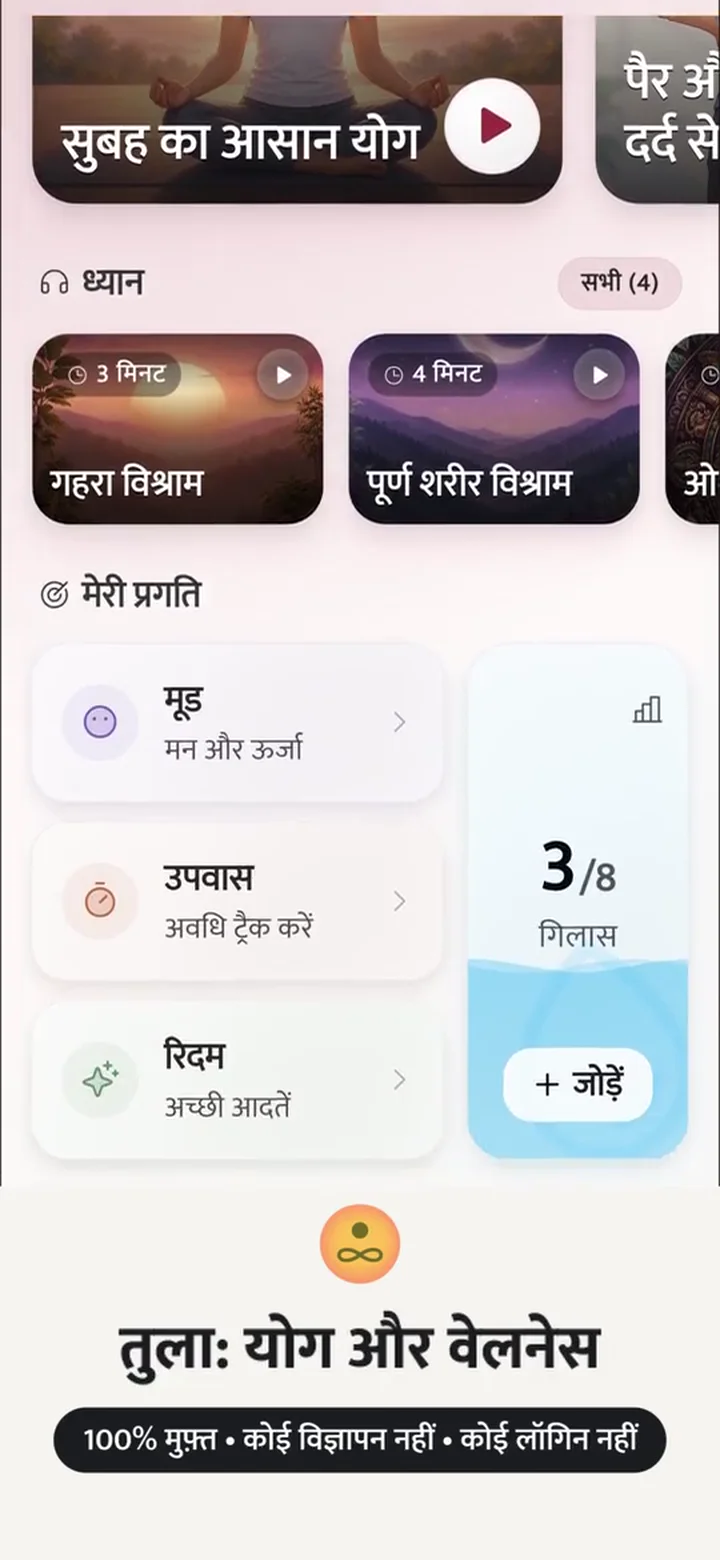 सुबह का आसान योग
पैर औ
दर्द से
ध्यान
सभी (4)
3 मिनट
गहरा विश्राम
4 मिनट
पूर्ण शरीर विश्राम
ओ
मेरी प्रगति
मूड
मन और ऊर्जा
उपवास
अवधि ट्रैक करें
रिदम
अच्छी आदतें
3/8
गिलास
+ जोड़ें
तुला: योग और वेलनेस
100% मुफ़्त • कोई विज्ञापन नहीं • कोई लॉगिन नहीं